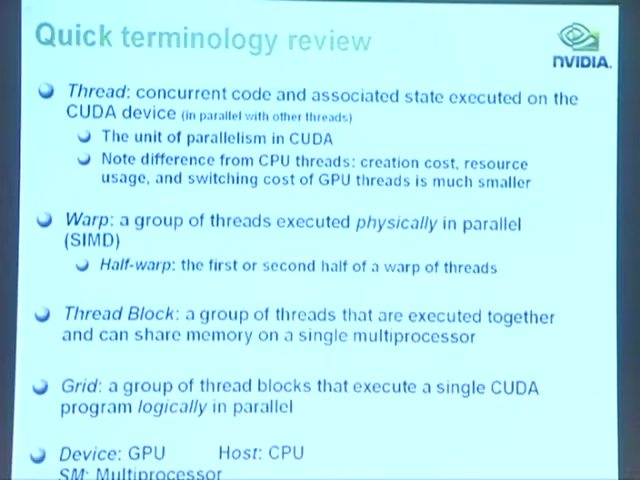 Quick terminology review
NVIDIA.
Thread: concurrent code and associated state executed on the
CUDA device (in parallel with other threads)
The unit of parallelism in CUDA
Note difference from CPU threads: creation cost, resource
usage, and switching cost of GPU threads is much smaller
Warp: a group of threads executed physically in parallel
(SIMD)
Half-warp: the first or second half of a warp of threads
Thread Block: a group of threads that are executed together
and can share memory on a single multiprocessor
Grid: a group of thread blocks that execute a single CUDA
program logically in parallel
Device: GPU Host: CPU
SM: Multiprocessor